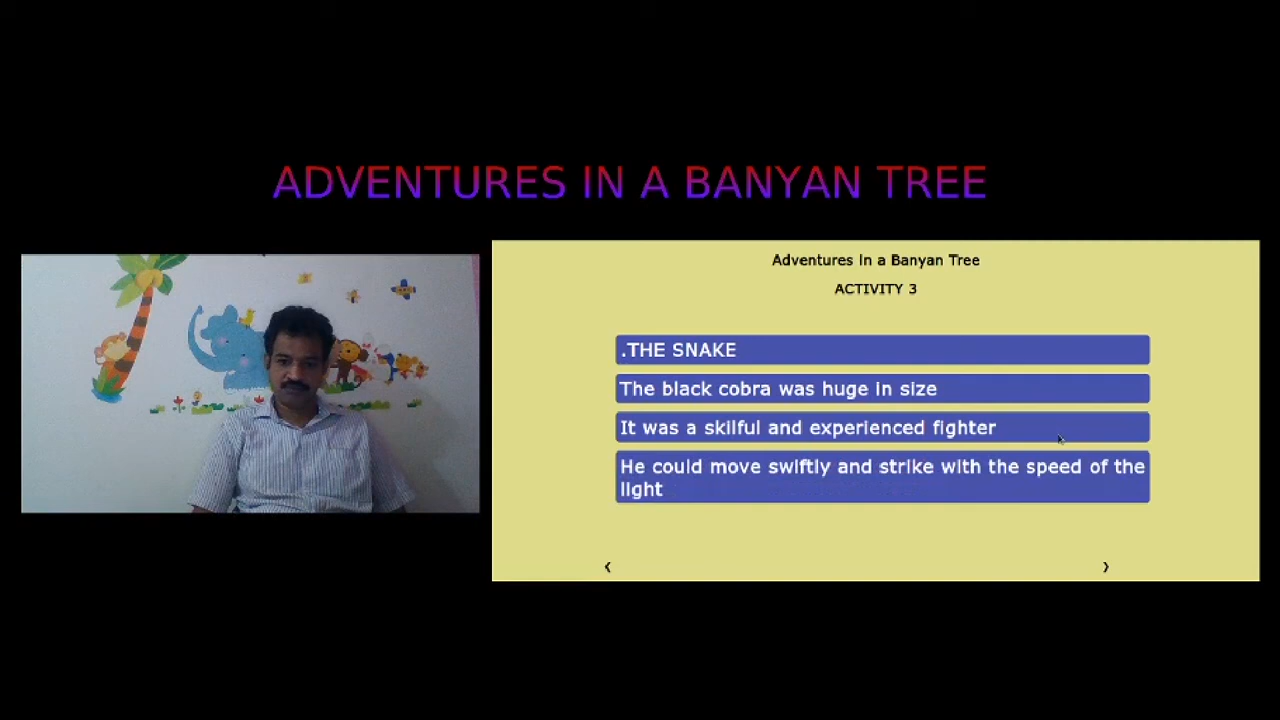 ADVENTURES IN A BANYAN TREE
Adventures in a Banyan Tree
ACTIVITY 3
.THE SNAKE
The black cobra was huge in size
It was a skilful and experienced fighter
He could move swiftly and strike with the speed of the
light